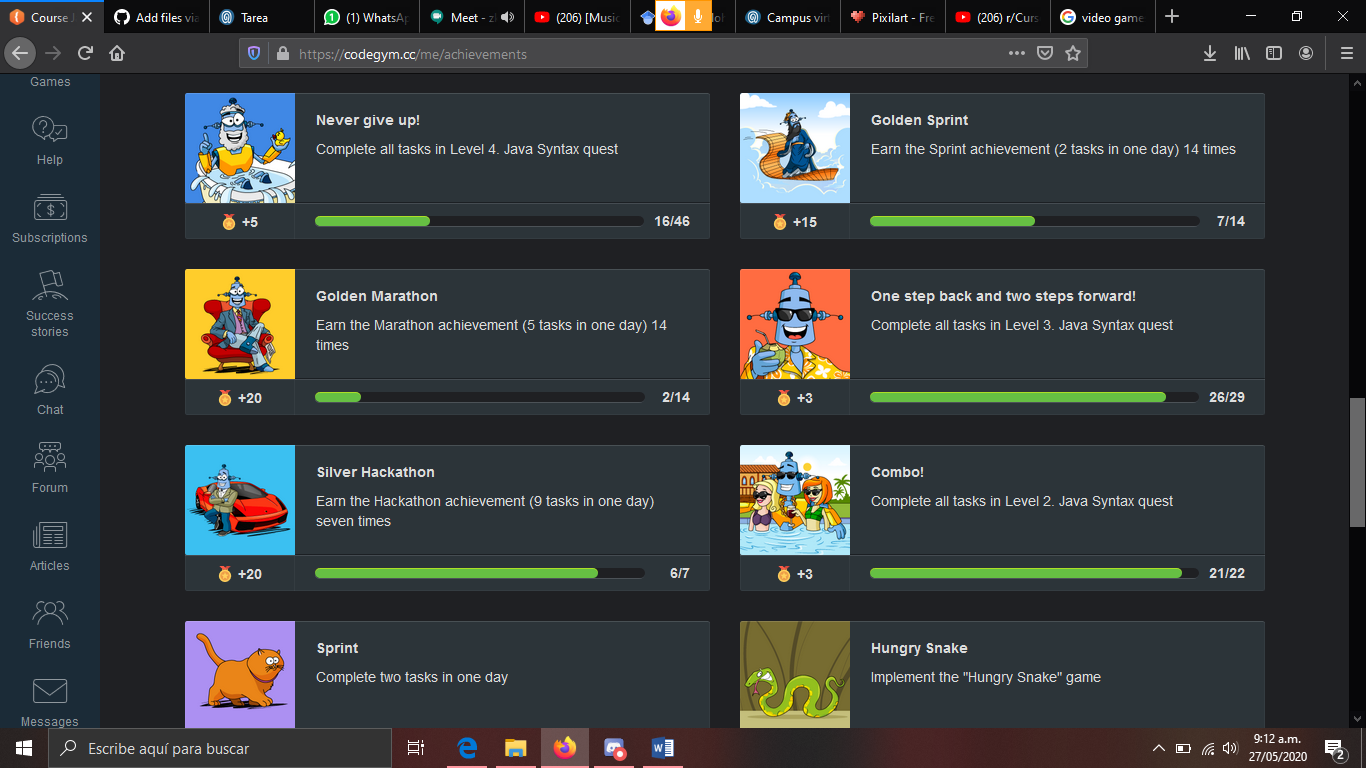 Course J
Add files via
Tarea
(1) WhatsAp
Meet - zl
(206) [Music
Campus virt
Pixilart - Fre
(206) r/Curs
video game
https://codegym.cc/me/achievements
Games
Help
Subscriptions
Success
stories
Chat
Forum
Articles
Friends
Messages
Never give up!
Complete all tasks in Level 4. Java Syntax quest
+5
16/46
Golden Sprint
Earn the Sprint achievement (2 tasks in one day) 14 times
+15
7/14
Golden Marathon
Earn the Marathon achievement (5 tasks in one day) 14
times
+20
2/14
One step back and two steps forward!
Complete all tasks in Level 3. Java Syntax quest
+3
26/29
Silver Hackathon
Earn the Hackathon achievement (9 tasks in one day)
seven times
+20
6/7
Combo!
Complete all tasks in Level 2. Java Syntax quest
+3
21/22
Sprint
Complete two tasks in one day
Hungry Snake
Implement the "Hungry Snake" game
Escribe aquí para buscar
9:12 a.m.
27/05/2020
2